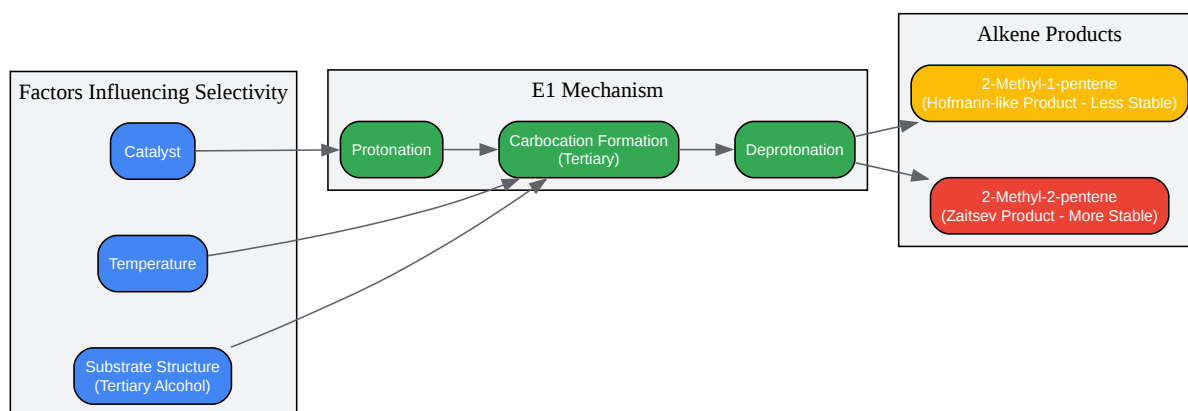 Factors Influencing Selectivity
Catalyst
Temperature
Substrate Structure
(Tertiary Alcohol)
E1 Mechanism
Protonation
Carbocation Formation
(Tertiary)
Deprotonation
Alkene Products
2-Methyl-1-pentene
(Hofmann-like Product - Less Stable)
2-Methyl-2-pentene
(Zaitsev Product - More Stable)